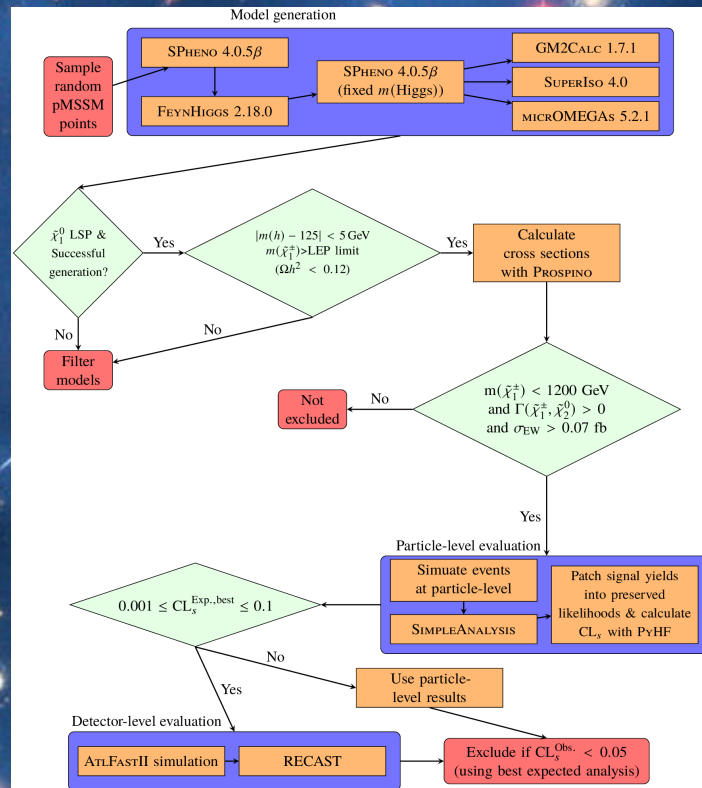 Model generation
Sample
random
pMSSM
points
SPHENO 4.0.5β
FEYNHIGGS 2.18.0
SPHENO 4.0.5β
(fixed m(Higgs))
GM2CALC 1.7.1
SUPERISO 4.0
MICROMEGAS 5.2.1
χ̃₁⁰ LSP &
Successful
generation?
Yes
|m(h) − 125| < 5 GeV
m(χ̃₁±)>LEP limit
(Ωh² < 0.12)
Yes
Calculate
cross sections
with PROSPINO
No
No
Filter
models
m(χ̃₁±) < 1200 GeV
and Γ(χ̃₁±, χ̃₂⁰) > 0
and σ_EW > 0.07 fb
No
Not
excluded
Yes
Particle-level evaluation
Simuate events
at particle-level
SIMPLEANALYSIS
Patch signal yields
into preserved
likelihoods & calculate
CLₛ with PYHF
0.001 ≤ CLₛ^Exp.,best ≤ 0.1
No
Use particle-
level results
Yes
Detector-level evaluation
ATLFASTII simulation
RECAST
Exclude if CLₛ^Obs. < 0.05
(using best expected analysis)